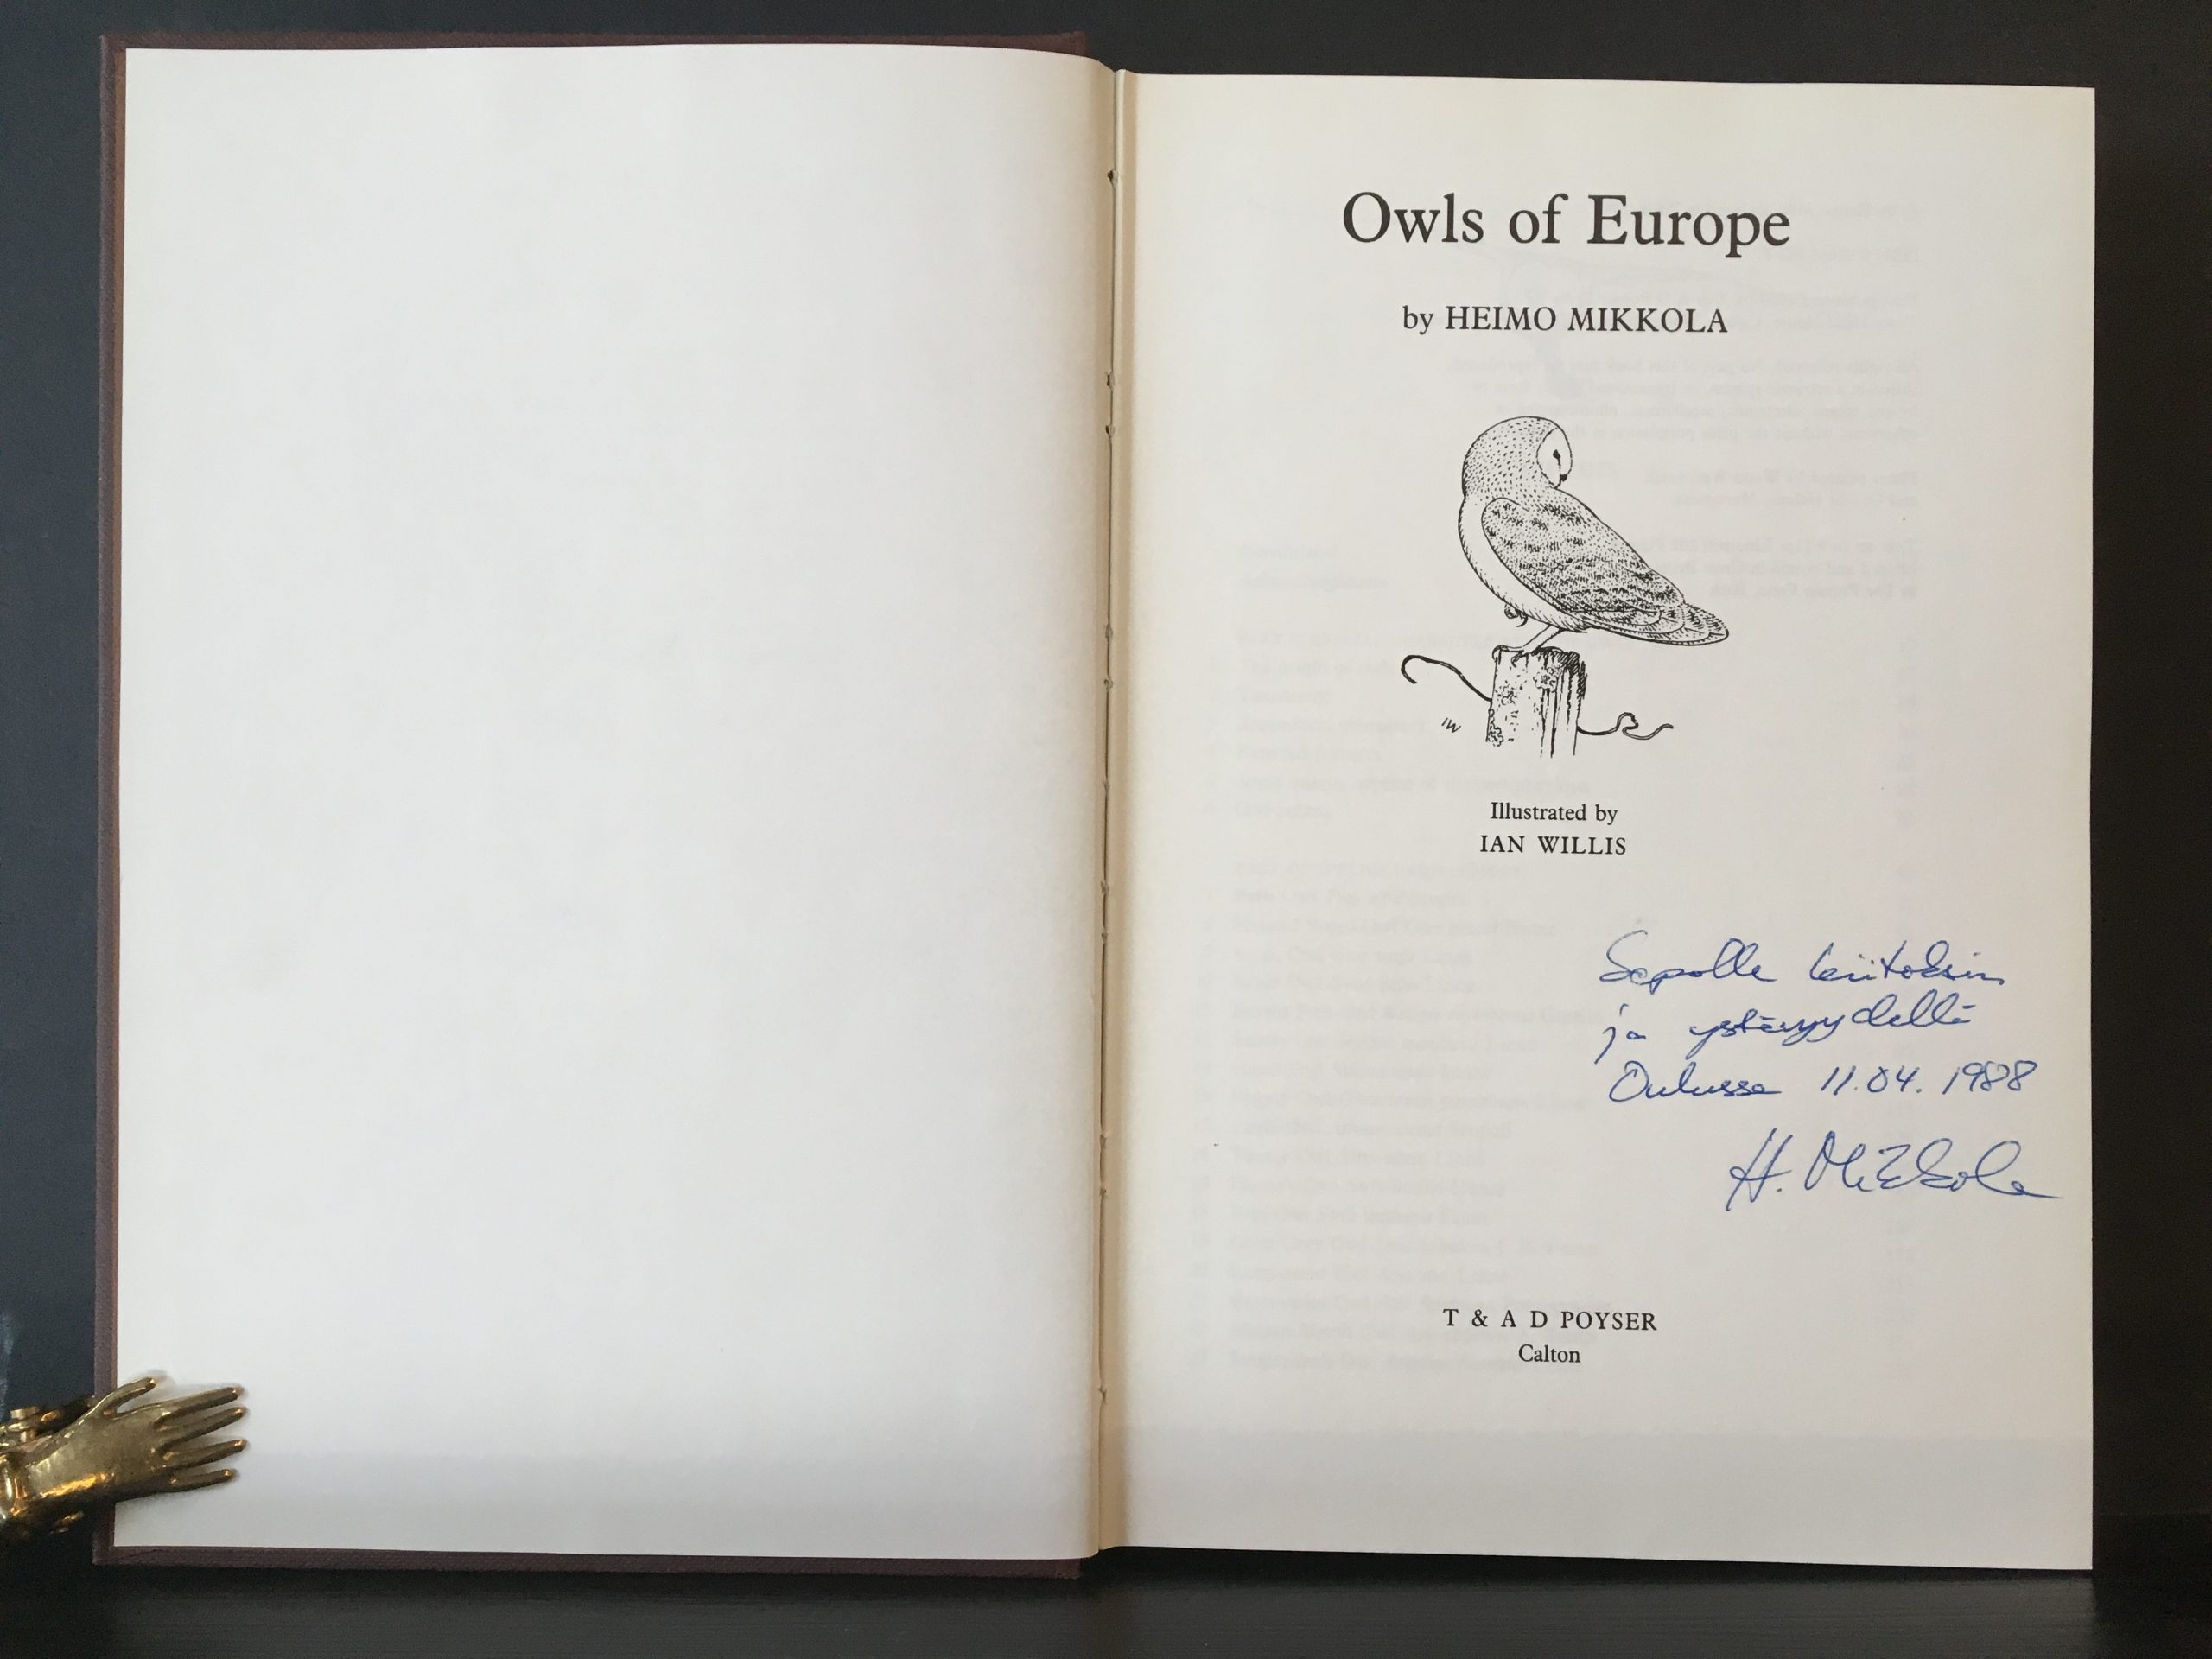 Owls of Europe
by HEIMO MIKKOLA
IW
Illustrated by
IAN WILLIS
Sepolle kiitoksin
ja ystävyydellä
Oulussa 11.04.1988
H. Mikkola
T & A D POYSER
Calton